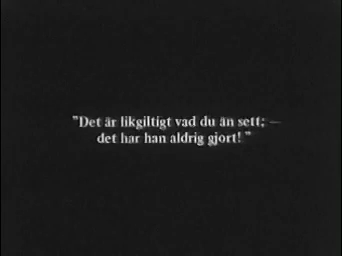 "Det är likgiltigt vad du än sett; —
det har han aldrig gjort!"